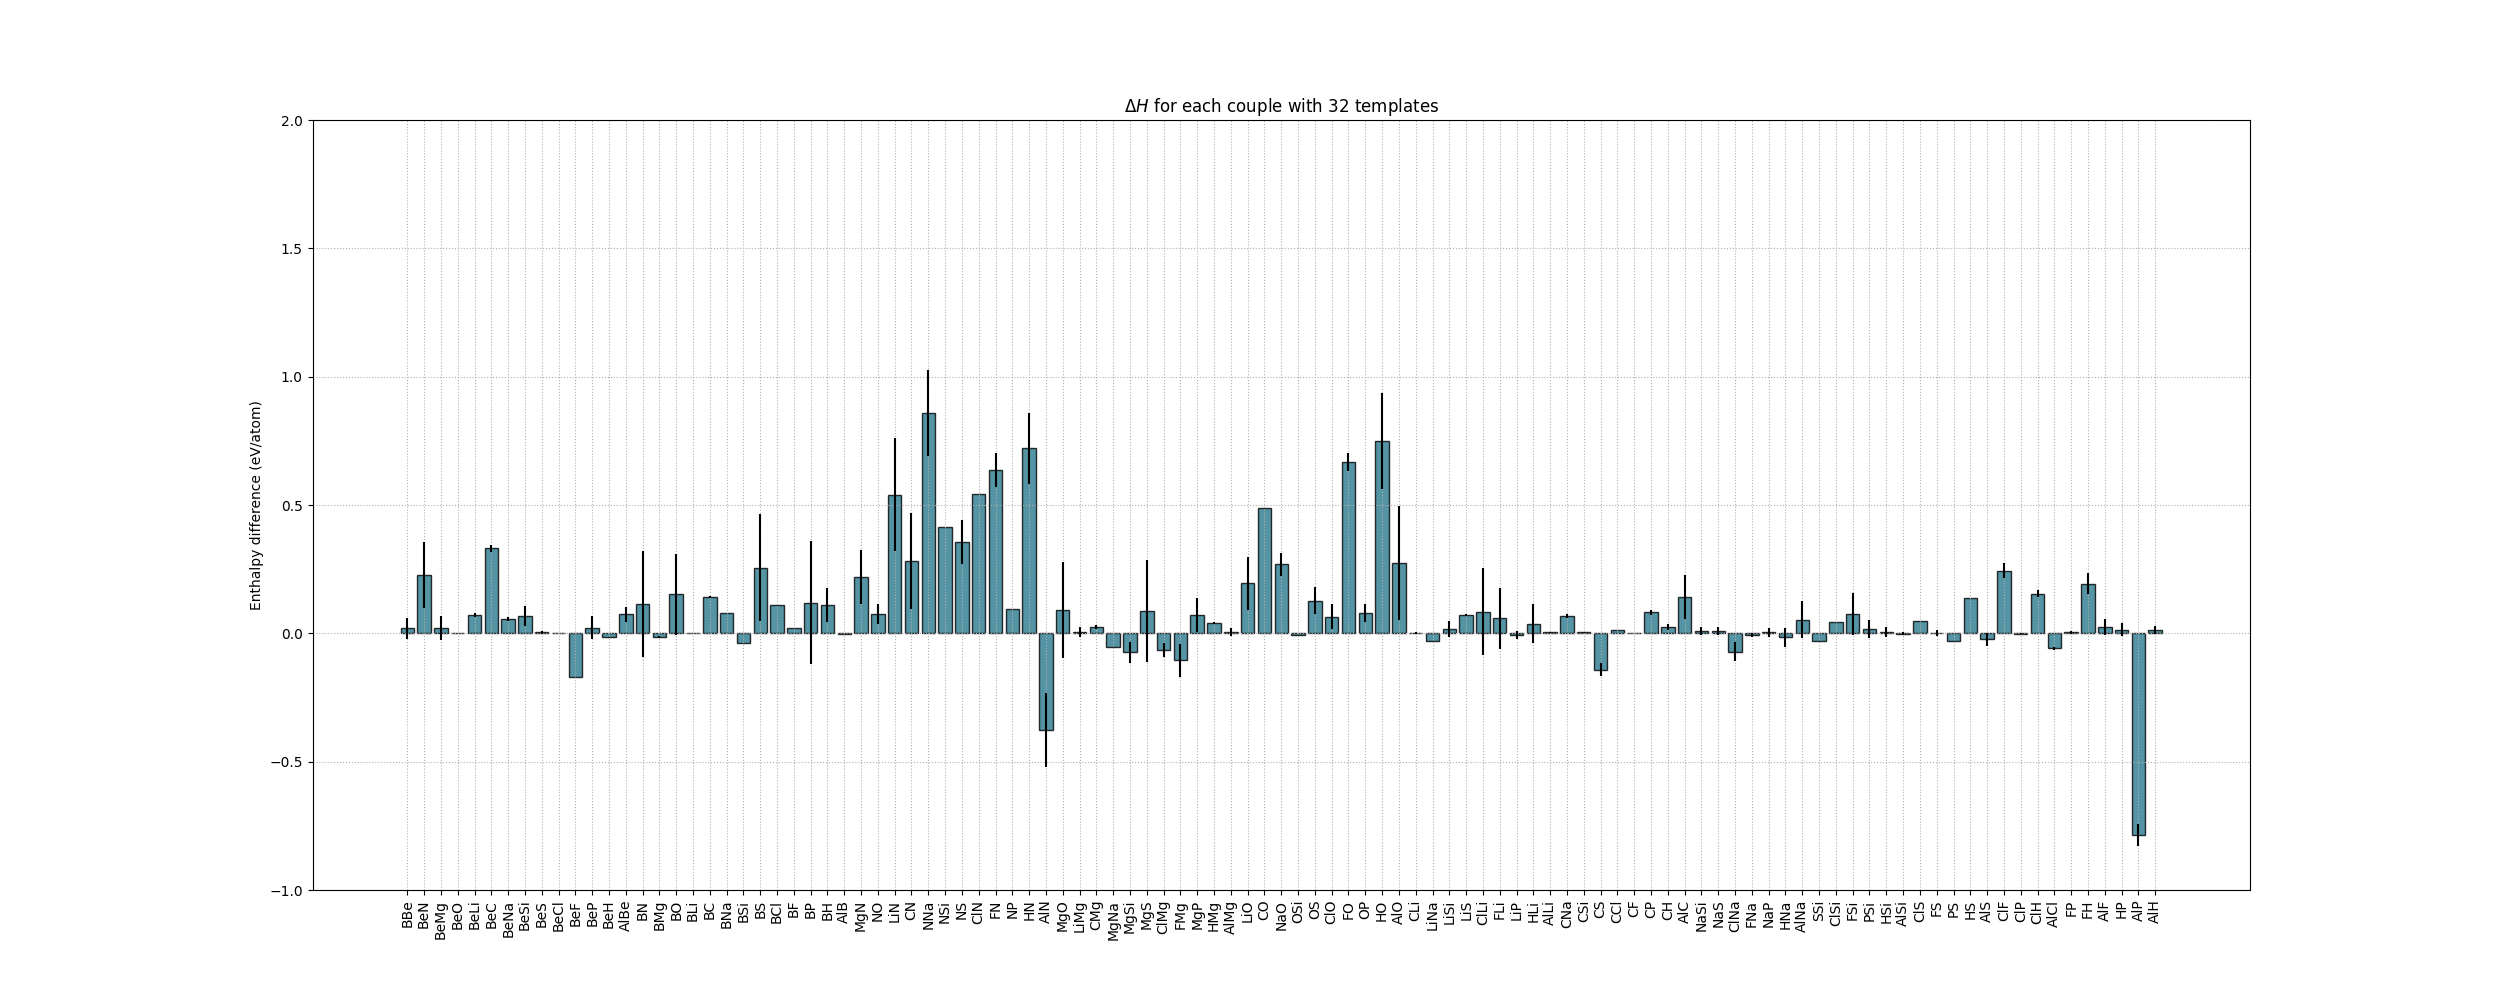 ΔH for each couple with 32 templates
2.0
1.5
1.0
0.5
0.0
−0.5
−1.0
Enthalpy difference (eV/atom)
BBe
BeN
BeMg
BeO
BeLi
BeC
BeNa
BeSi
BeS
BeCl
BeF
BeP
BeH
AlBe
BN
BMg
BO
BLi
BC
BNa
BSi
BS
BCl
BF
BP
BH
AlB
MgN
NO
LiN
CN
NNa
NSi
NS
ClN
FN
NP
HN
AlN
MgO
LiMg
CMg
MgNa
MgSi
MgS
ClMg
FMg
MgP
HMg
AlMg
LiO
CO
NaO
OSi
OS
ClO
FO
OP
HO
AlO
CLi
LiNa
LiSi
LiS
ClLi
FLi
LiP
HLi
AlLi
CNa
CSi
CS
CCl
CF
CP
CH
AlC
NaSi
NaS
ClNa
FNa
NaP
HNa
AlNa
SSi
ClSi
FSi
PSi
HSi
AlSi
ClS
FS
PS
HS
AlS
ClF
ClP
ClH
AlCl
FP
FH
AlF
HP
AlP
AlH